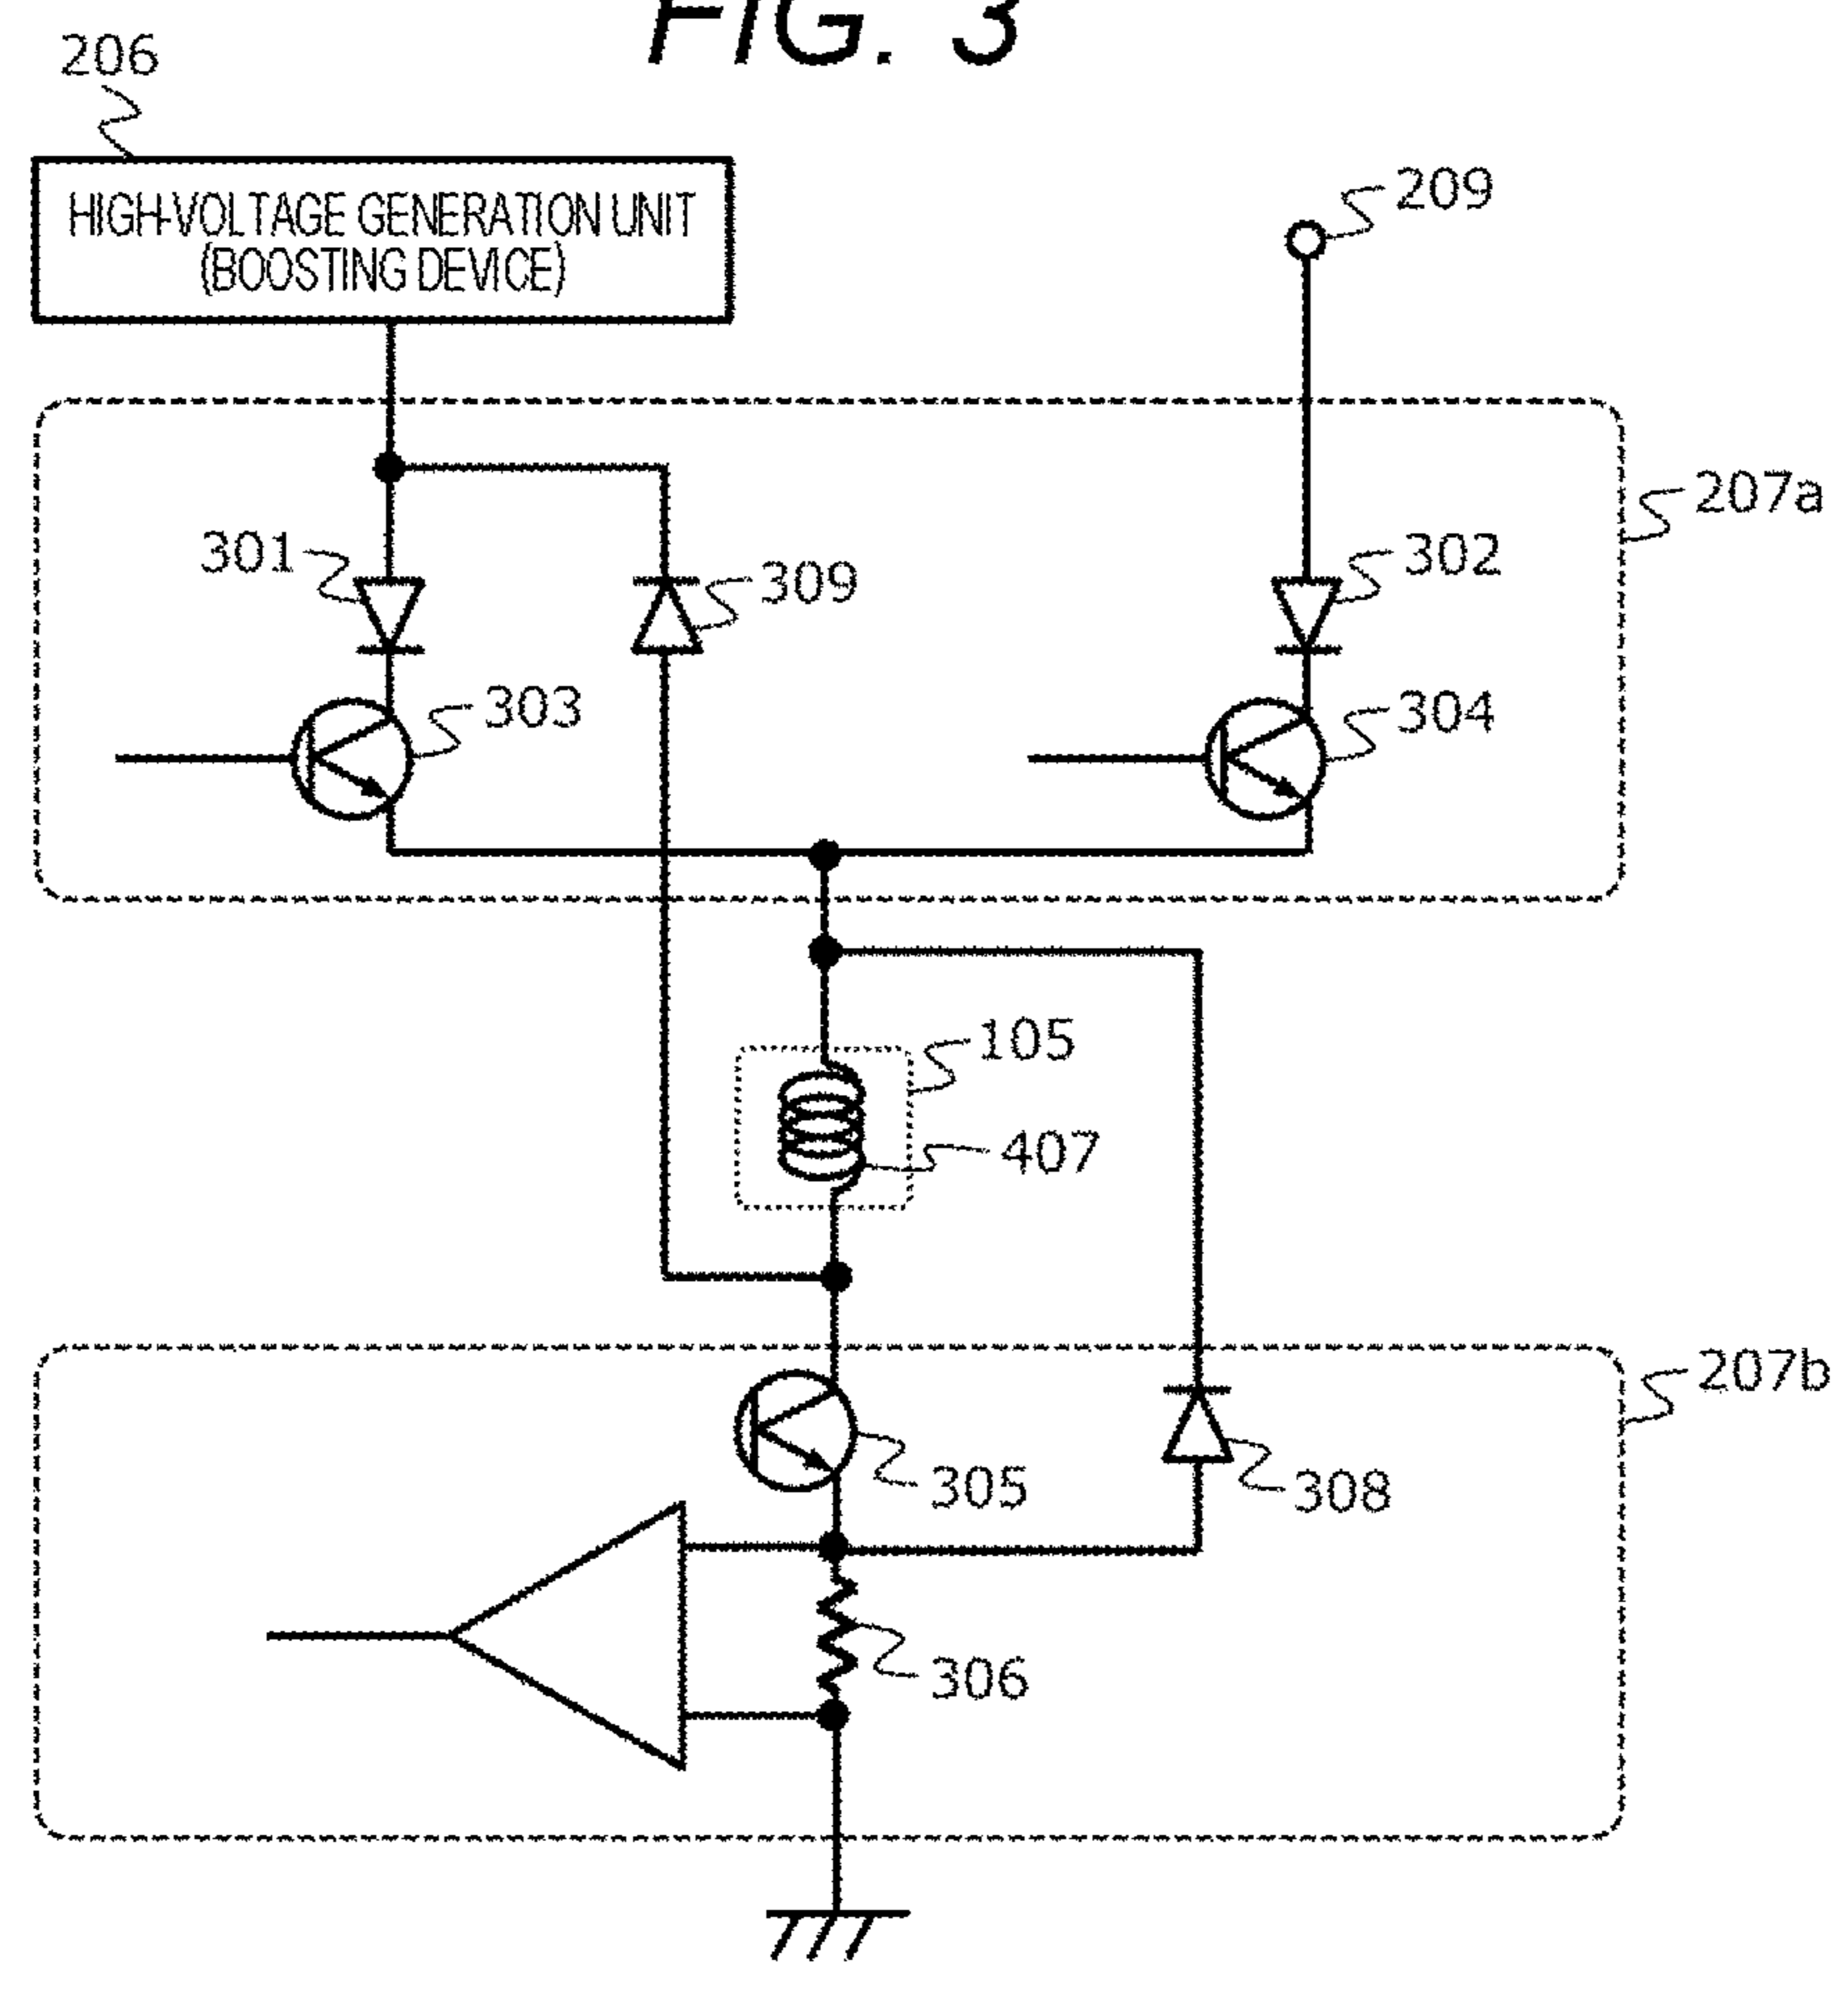 FIG. 3
206
HIGH-VOLTAGE GENERATION UNIT
(BOOSTING DEVICE)
209
207a
301
309
302
303
304
105
407
207b
305
308
306